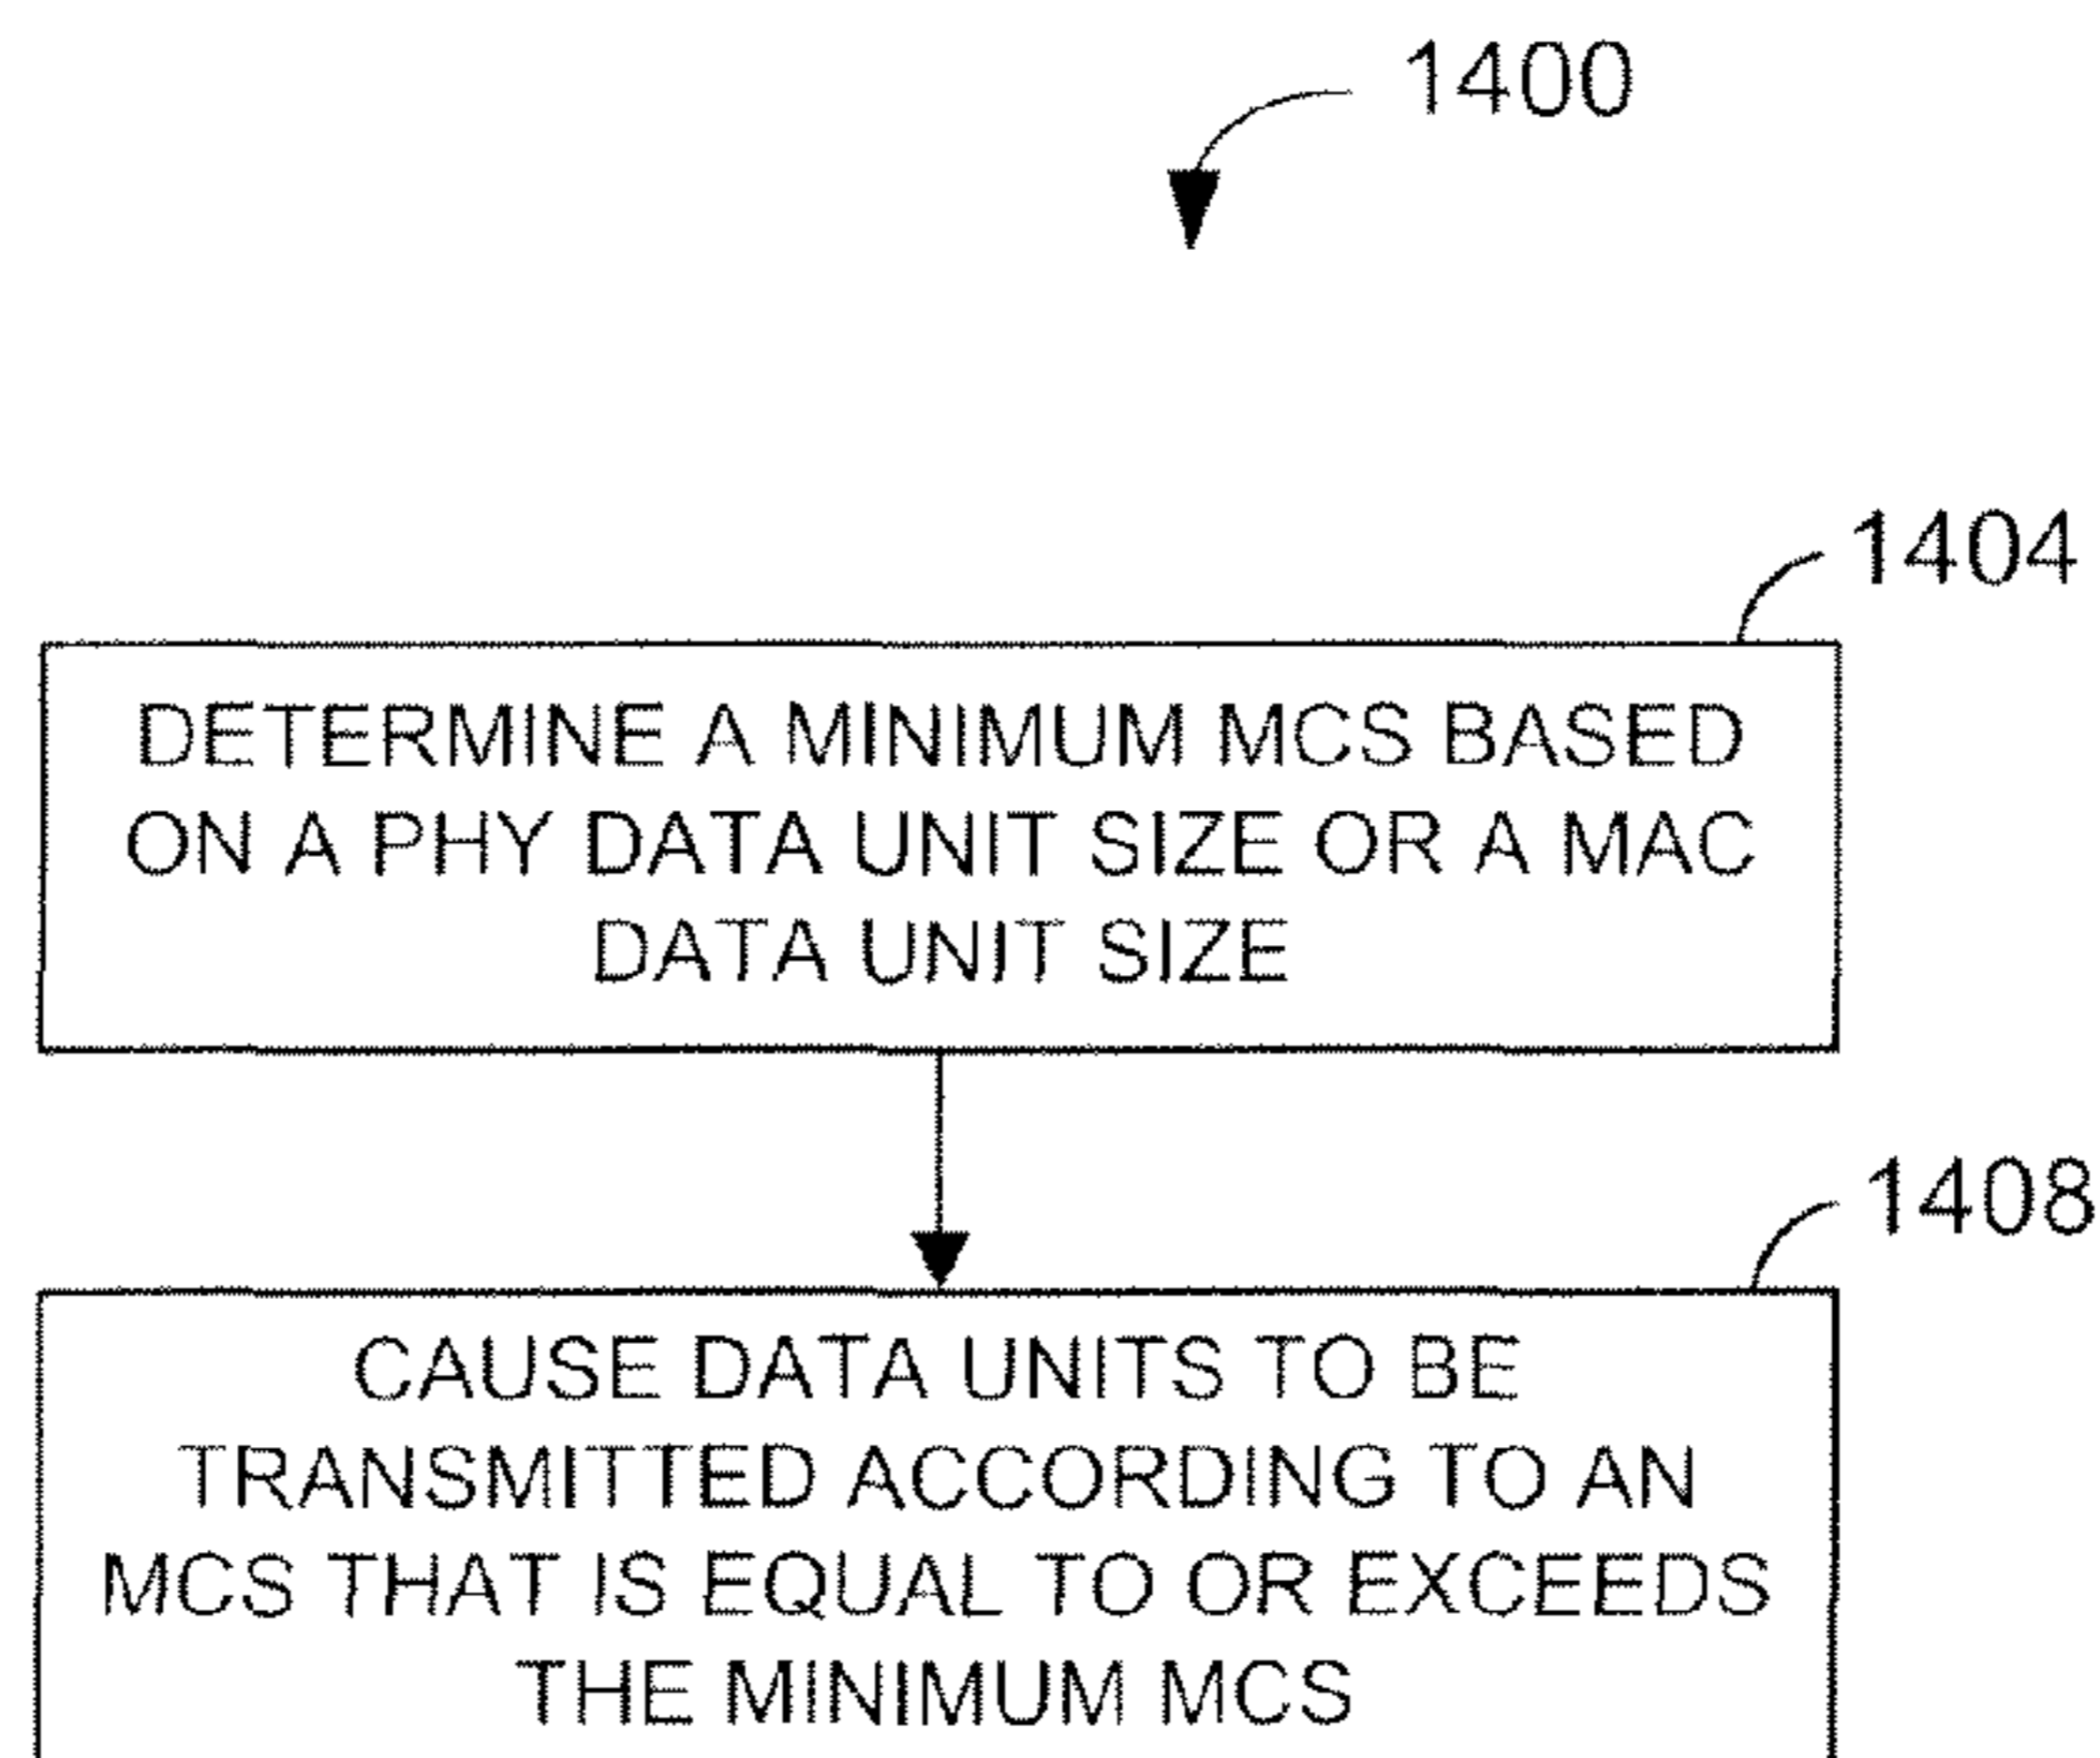 1400
1404
DETERMINE A MINIMUM MCS BASED
ON A PHY DATA UNIT SIZE OR A MAC
DATA UNIT SIZE
1408
CAUSE DATA UNITS TO BE
TRANSMITTED ACCORDING TO AN
MCS THAT IS EQUAL TO OR EXCEEDS
THE MINIMUM MCS